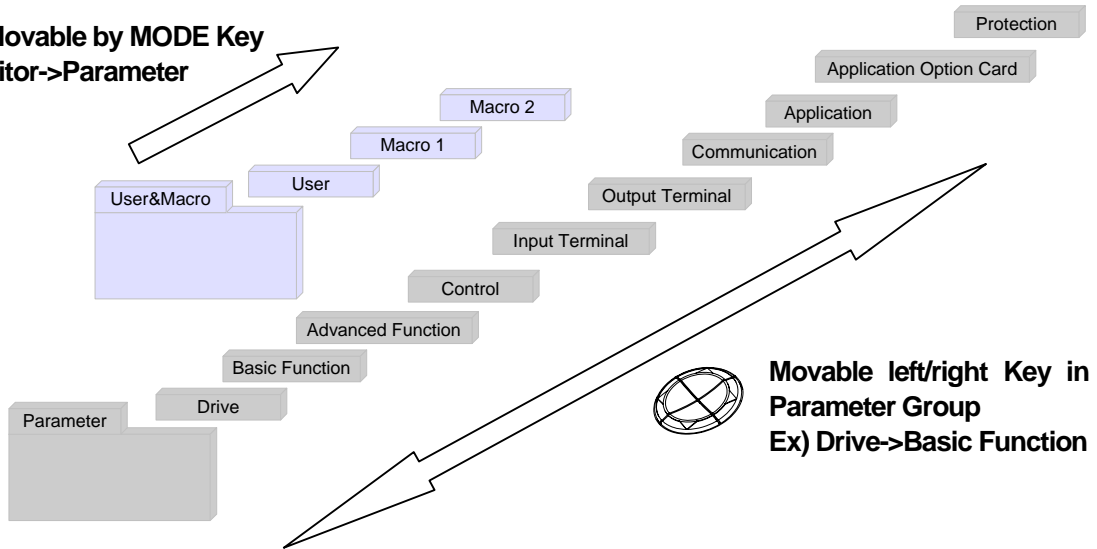 Movable by MODE Key
itor->Parameter
Protection
Application Option Card
Application
Communication
Output Terminal
Input Terminal
Control
Advanced Function
Basic Function
Drive
Parameter
Macro 2
Macro 1
User
User&Macro
Movable left/right Key in
Parameter Group
Ex) Drive->Basic Function